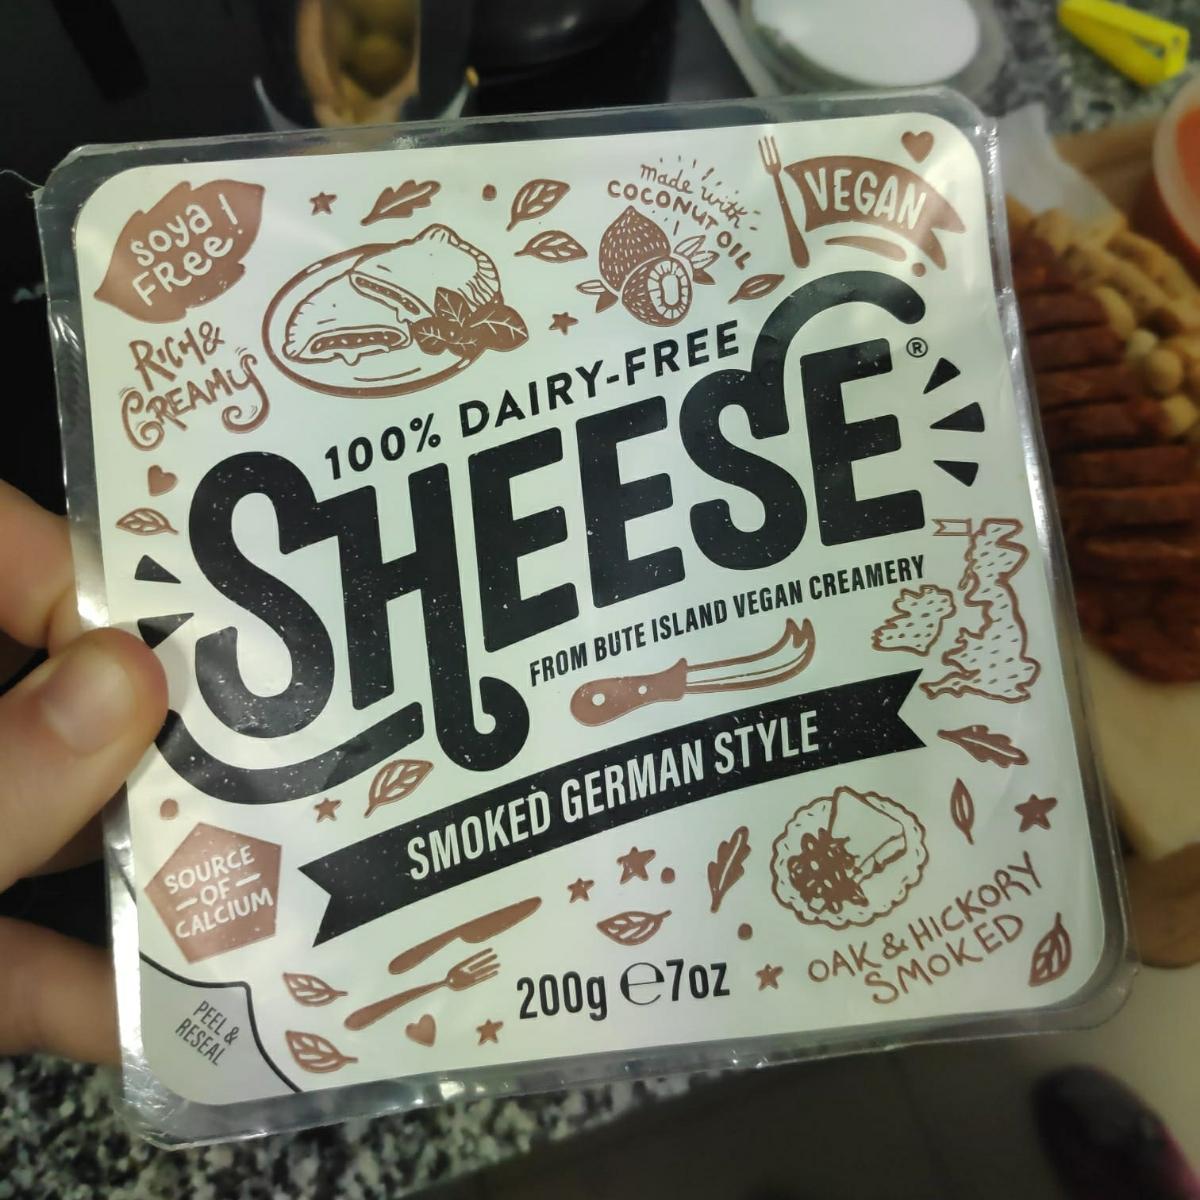 soya
FREE!
RICH &
CREAMY
made with
COCONUT OIL
VEGAN
100% DAIRY-FREE
SHEESE®
FROM BUTE ISLAND VEGAN CREAMERY
SMOKED GERMAN STYLE
SOURCE
—OF—
CALCIUM
200g ℮7oz
OAK & HICKORY
SMOKED
PEEL &
RESEAL